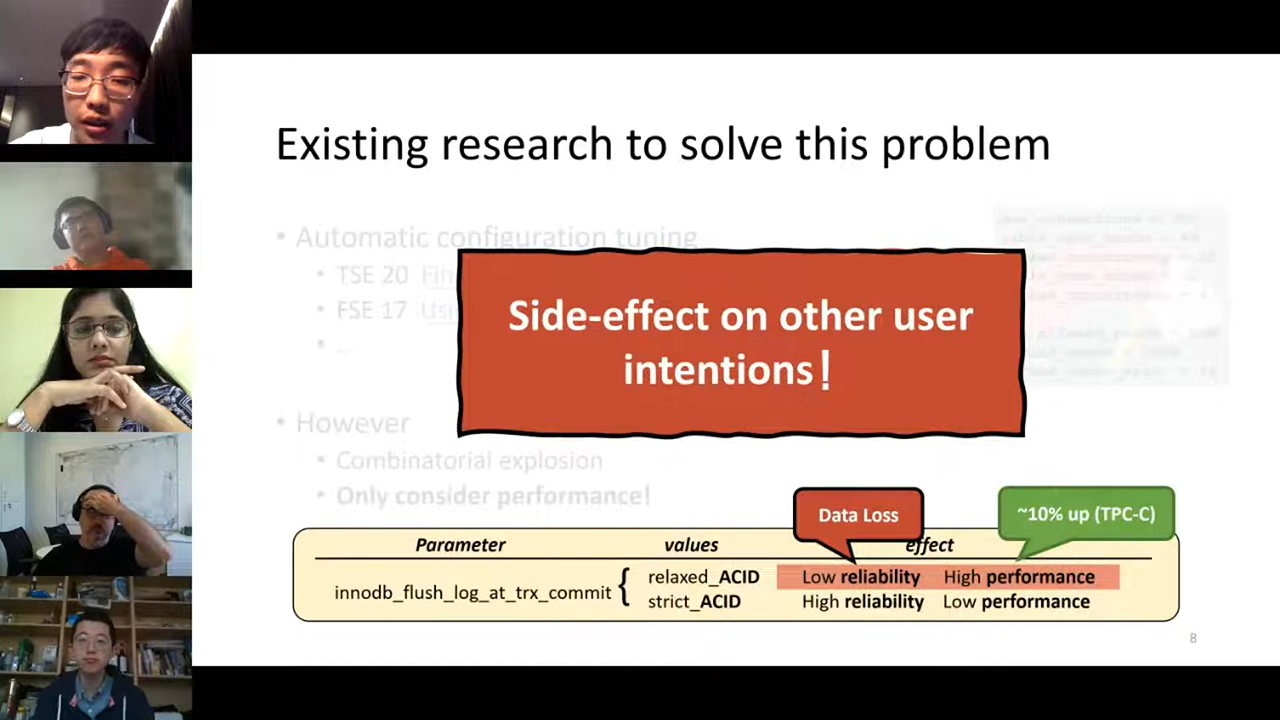 Existing research to solve this problem
• Automatic configuration tuning
• TSE 20
• FSE 17
Side-effect on other user
intentions!
• However
• Combinatorial explosion
• Only consider performance!
Data Loss
~10% up (TPC-C)
Parameter values effect
innodb_flush_log_at_trx_commit { relaxed_ACID Low reliability High performance
strict_ACID High reliability Low performance
8